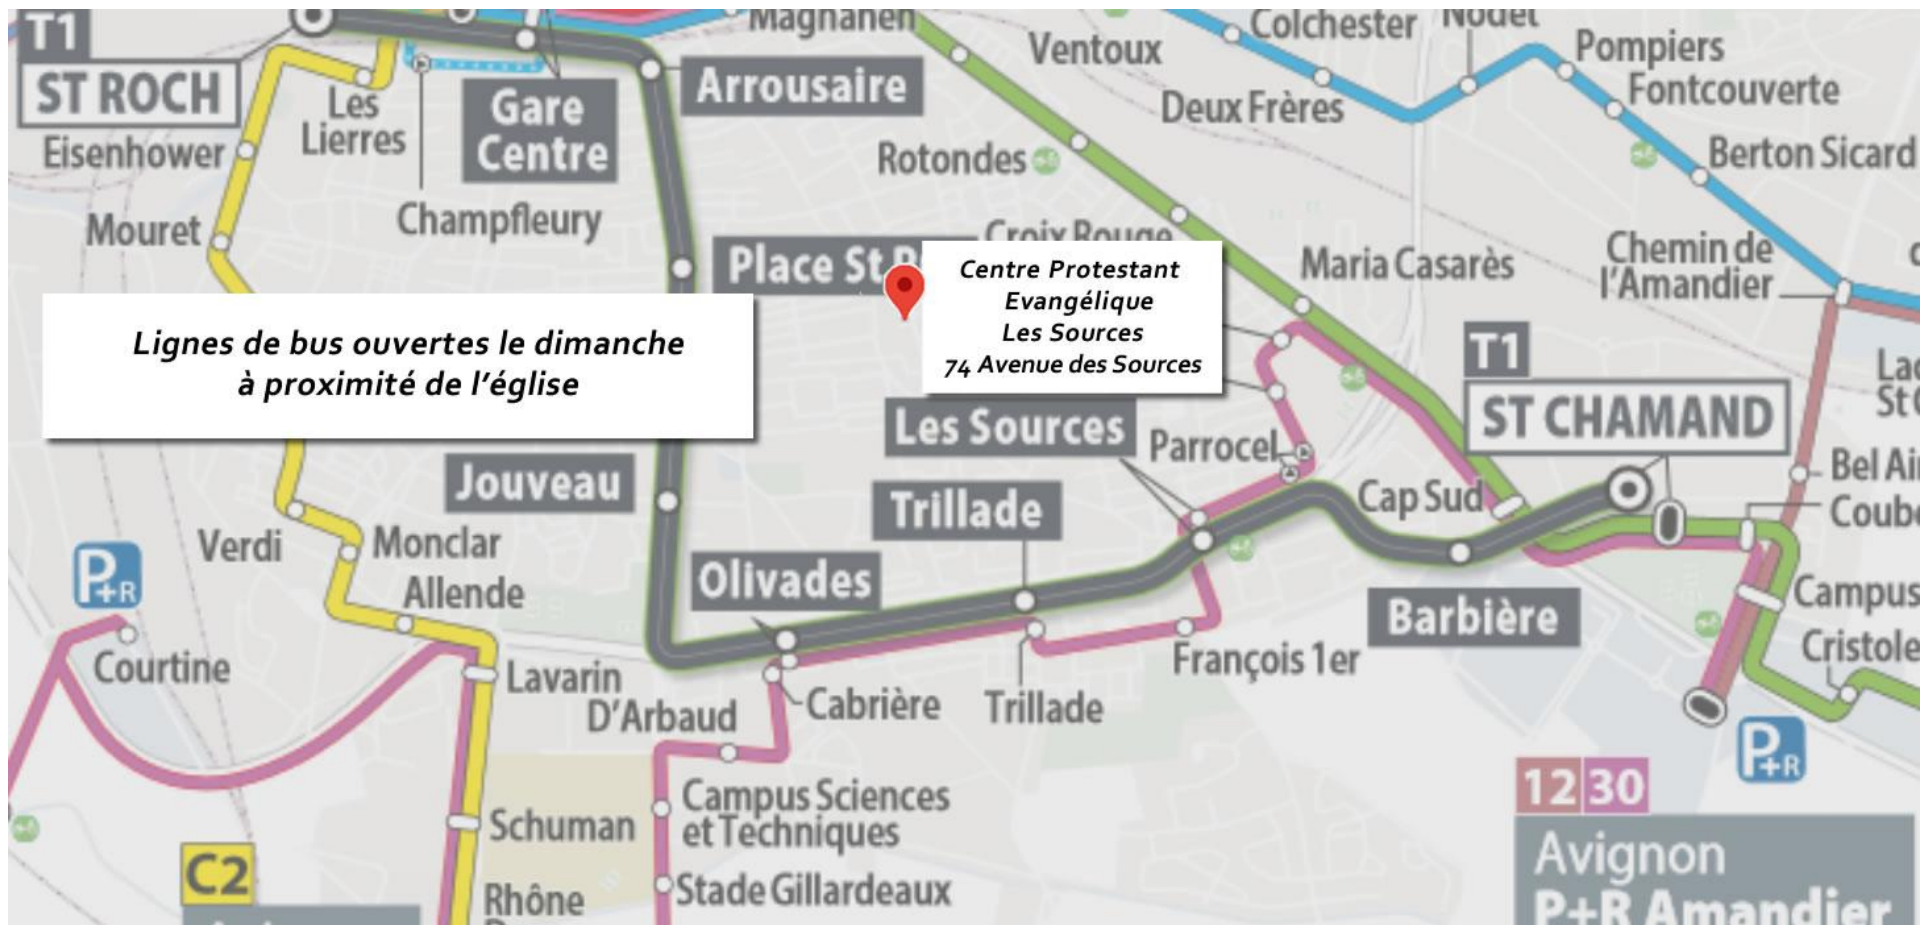 T1
ST ROCH
Les
Lierres
Eisenhower
Mouret
Champfleury
Gare
Centre
Arrousaire
Magnanen
Ventoux
Colchester
Nodet
Deux Frères
Pompiers
Fontcouverte
Berton Sicard
Rotondes
Croix Rouge
Maria Casarès
Chemin de
l'Amandier
Place St
Centre Protestant
Evangélique
Les Sources
74 Avenue des Sources
Lignes de bus ouvertes le dimanche
à proximité de l'église
T1
ST CHAMAND
Les Sources
Parrocel
Jouveau
Trillade
Cap Sud
Bel Air
Verdi
Monclar
Allende
Olivades
Barbière
P+R
Courtine
Lavarin
D'Arbaud
Cabrière
Trillade
François 1er
Campus
Cristole
P+R
Campus Sciences
et Techniques
Schuman
Stade Gillardeaux
C2
Rhône
12 30
Avignon
P+R Amandier